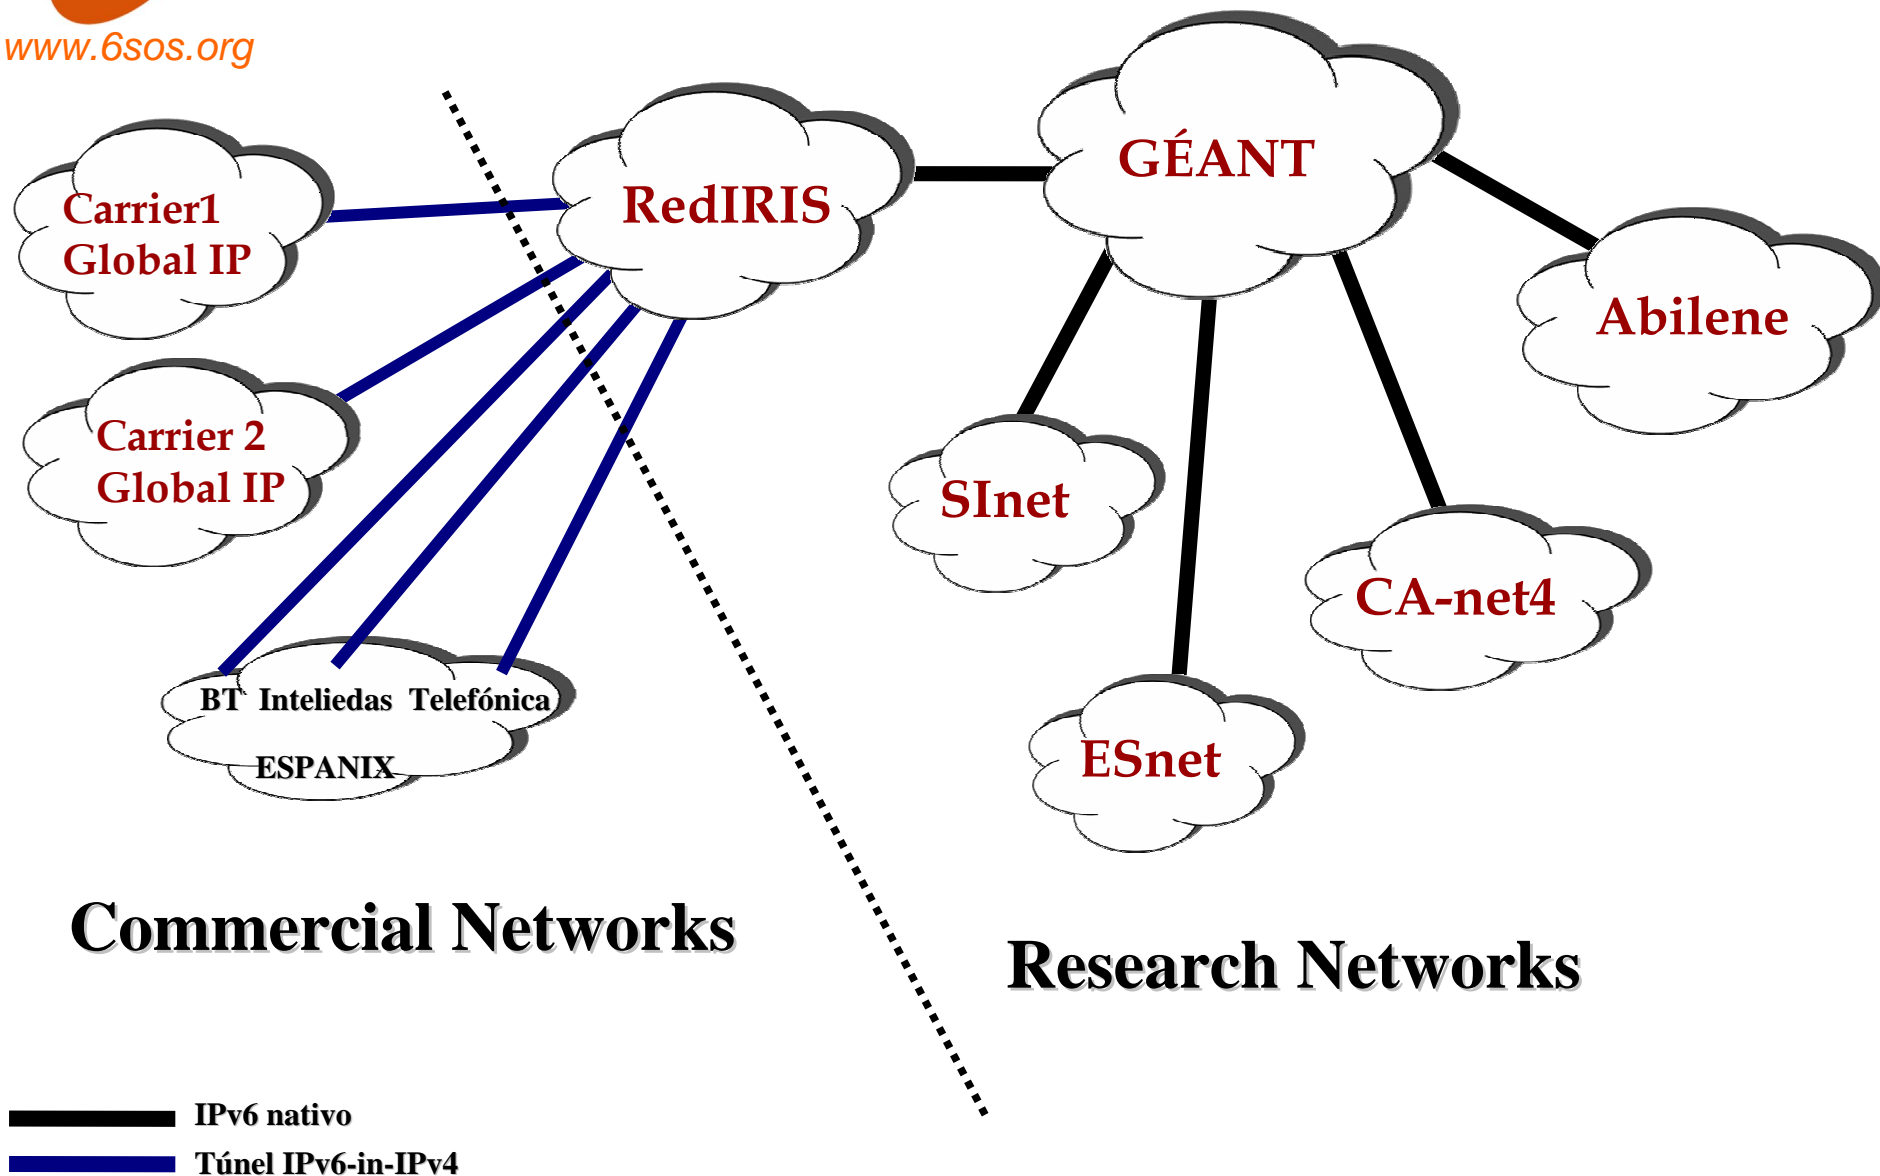 www.6sos.org
Carrier1
Global IP
RedIRIS
GÉANT
Abilene
Carrier 2
Global IP
SInet
CA-net4
BT Inteliedas Telefónica
ESPANIX
ESnet
Commercial Networks
Research Networks
IPv6 nativo
Túnel IPv6-in-IPv4